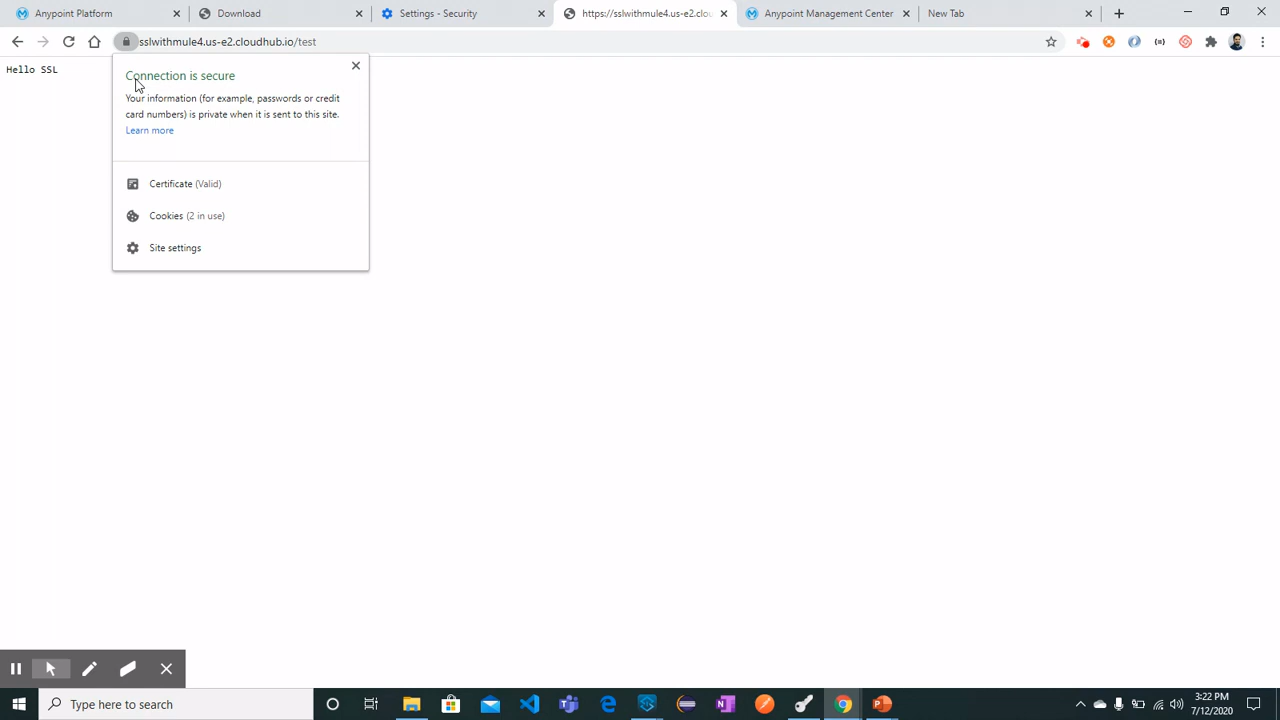 Anypoint Platform
Download
Settings - Security
https://sslwithmule4.us-e2.clou
Anypoint Management Center
New Tab
sslwithmule4.us-e2.cloudhub.io/test
Hello SSL
Connection is secure
Your information (for example, passwords or credit
card numbers) is private when it is sent to this site.
Learn more
Certificate (Valid)
Cookies (2 in use)
Site settings
Type here to search
3:22 PM
7/12/2020